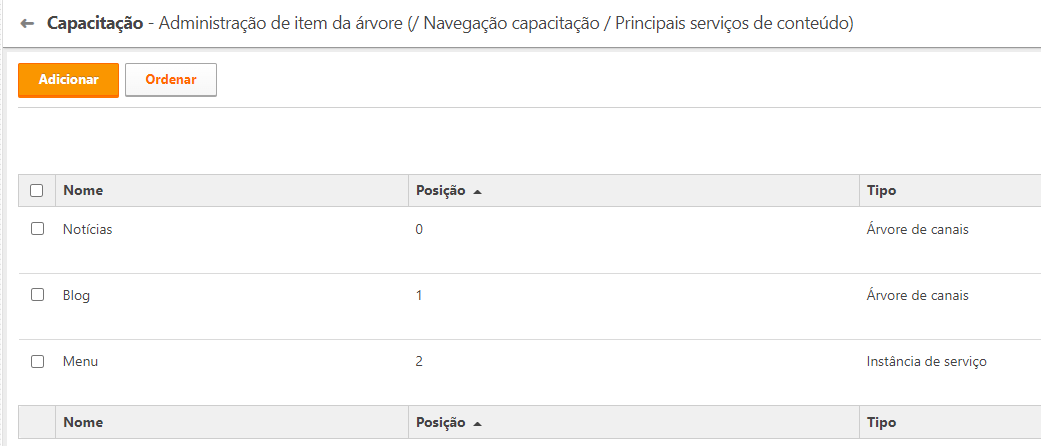 Capacitação - Administração de item da árvore (/ Navegação capacitação / Principais serviços de conteúdo)
Adicionar Ordenar
Nome Posição Tipo
Notícias 0 Árvore de canais
Blog 1 Árvore de canais
Menu 2 Instância de serviço
Nome Posição Tipo